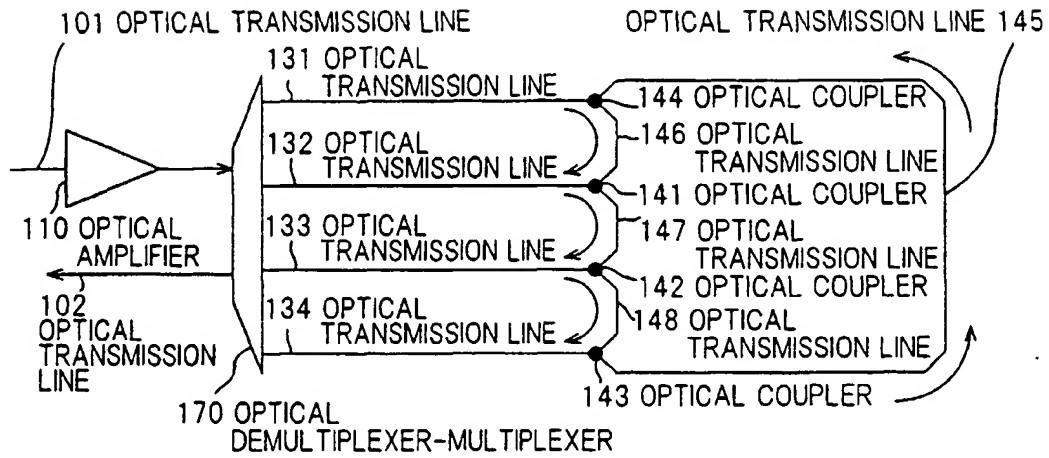 101 OPTICAL TRANSMISSION LINE
OPTICAL TRANSMISSION LINE 145
131 OPTICAL
TRANSMISSION LINE
144 OPTICAL COUPLER
132 OPTICAL
TRANSMISSION LINE
146 OPTICAL
TRANSMISSION LINE
141 OPTICAL COUPLER
110 OPTICAL
AMPLIFIER
133 OPTICAL
TRANSMISSION LINE
147 OPTICAL
TRANSMISSION LINE
142 OPTICAL COUPLER
102
OPTICAL
TRANSMISSION
LINE
134 OPTICAL
TRANSMISSION LINE
148 OPTICAL
TRANSMISSION LINE
143 OPTICAL COUPLER
170 OPTICAL
DEMULTIPLEXER-MULTIPLEXER